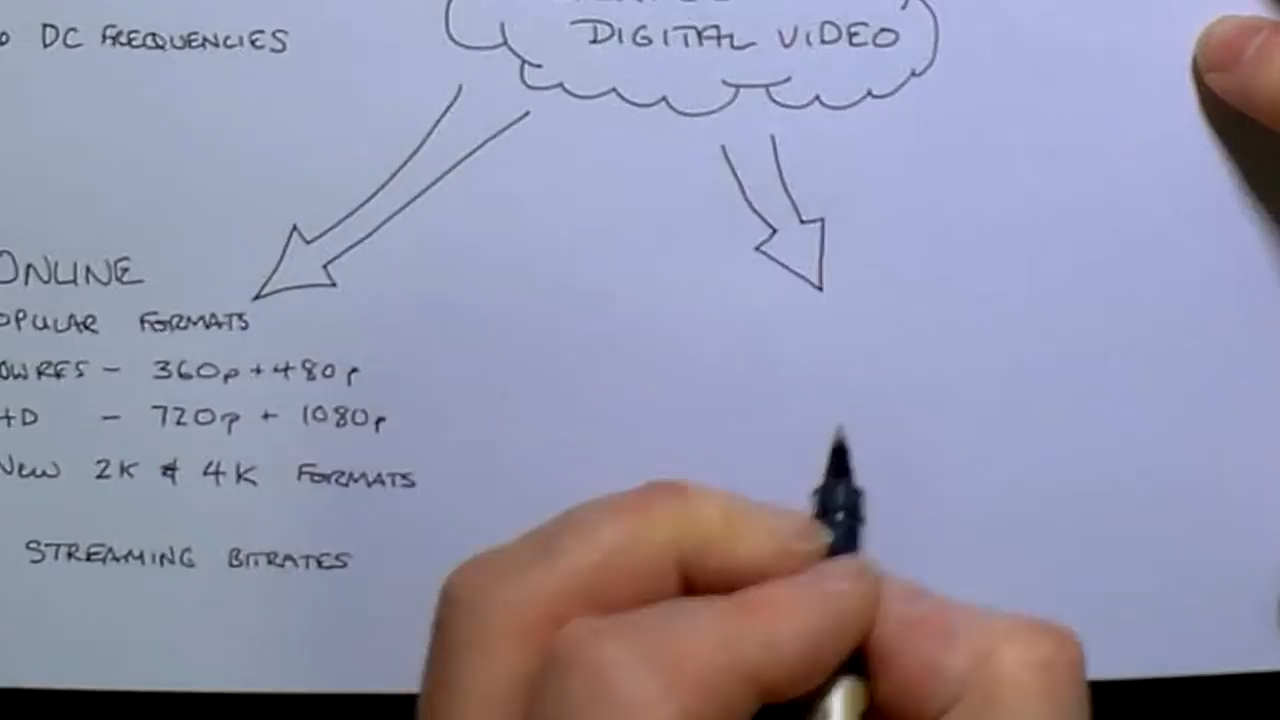 DC FREQUENCIES
DIGITAL VIDEO
ONLINE
OPULAR FORMATS
OWRES - 360p + 480p
HD - 720p + 1080p
NEW 2K & 4K FORMATS
STREAMING BITRATES